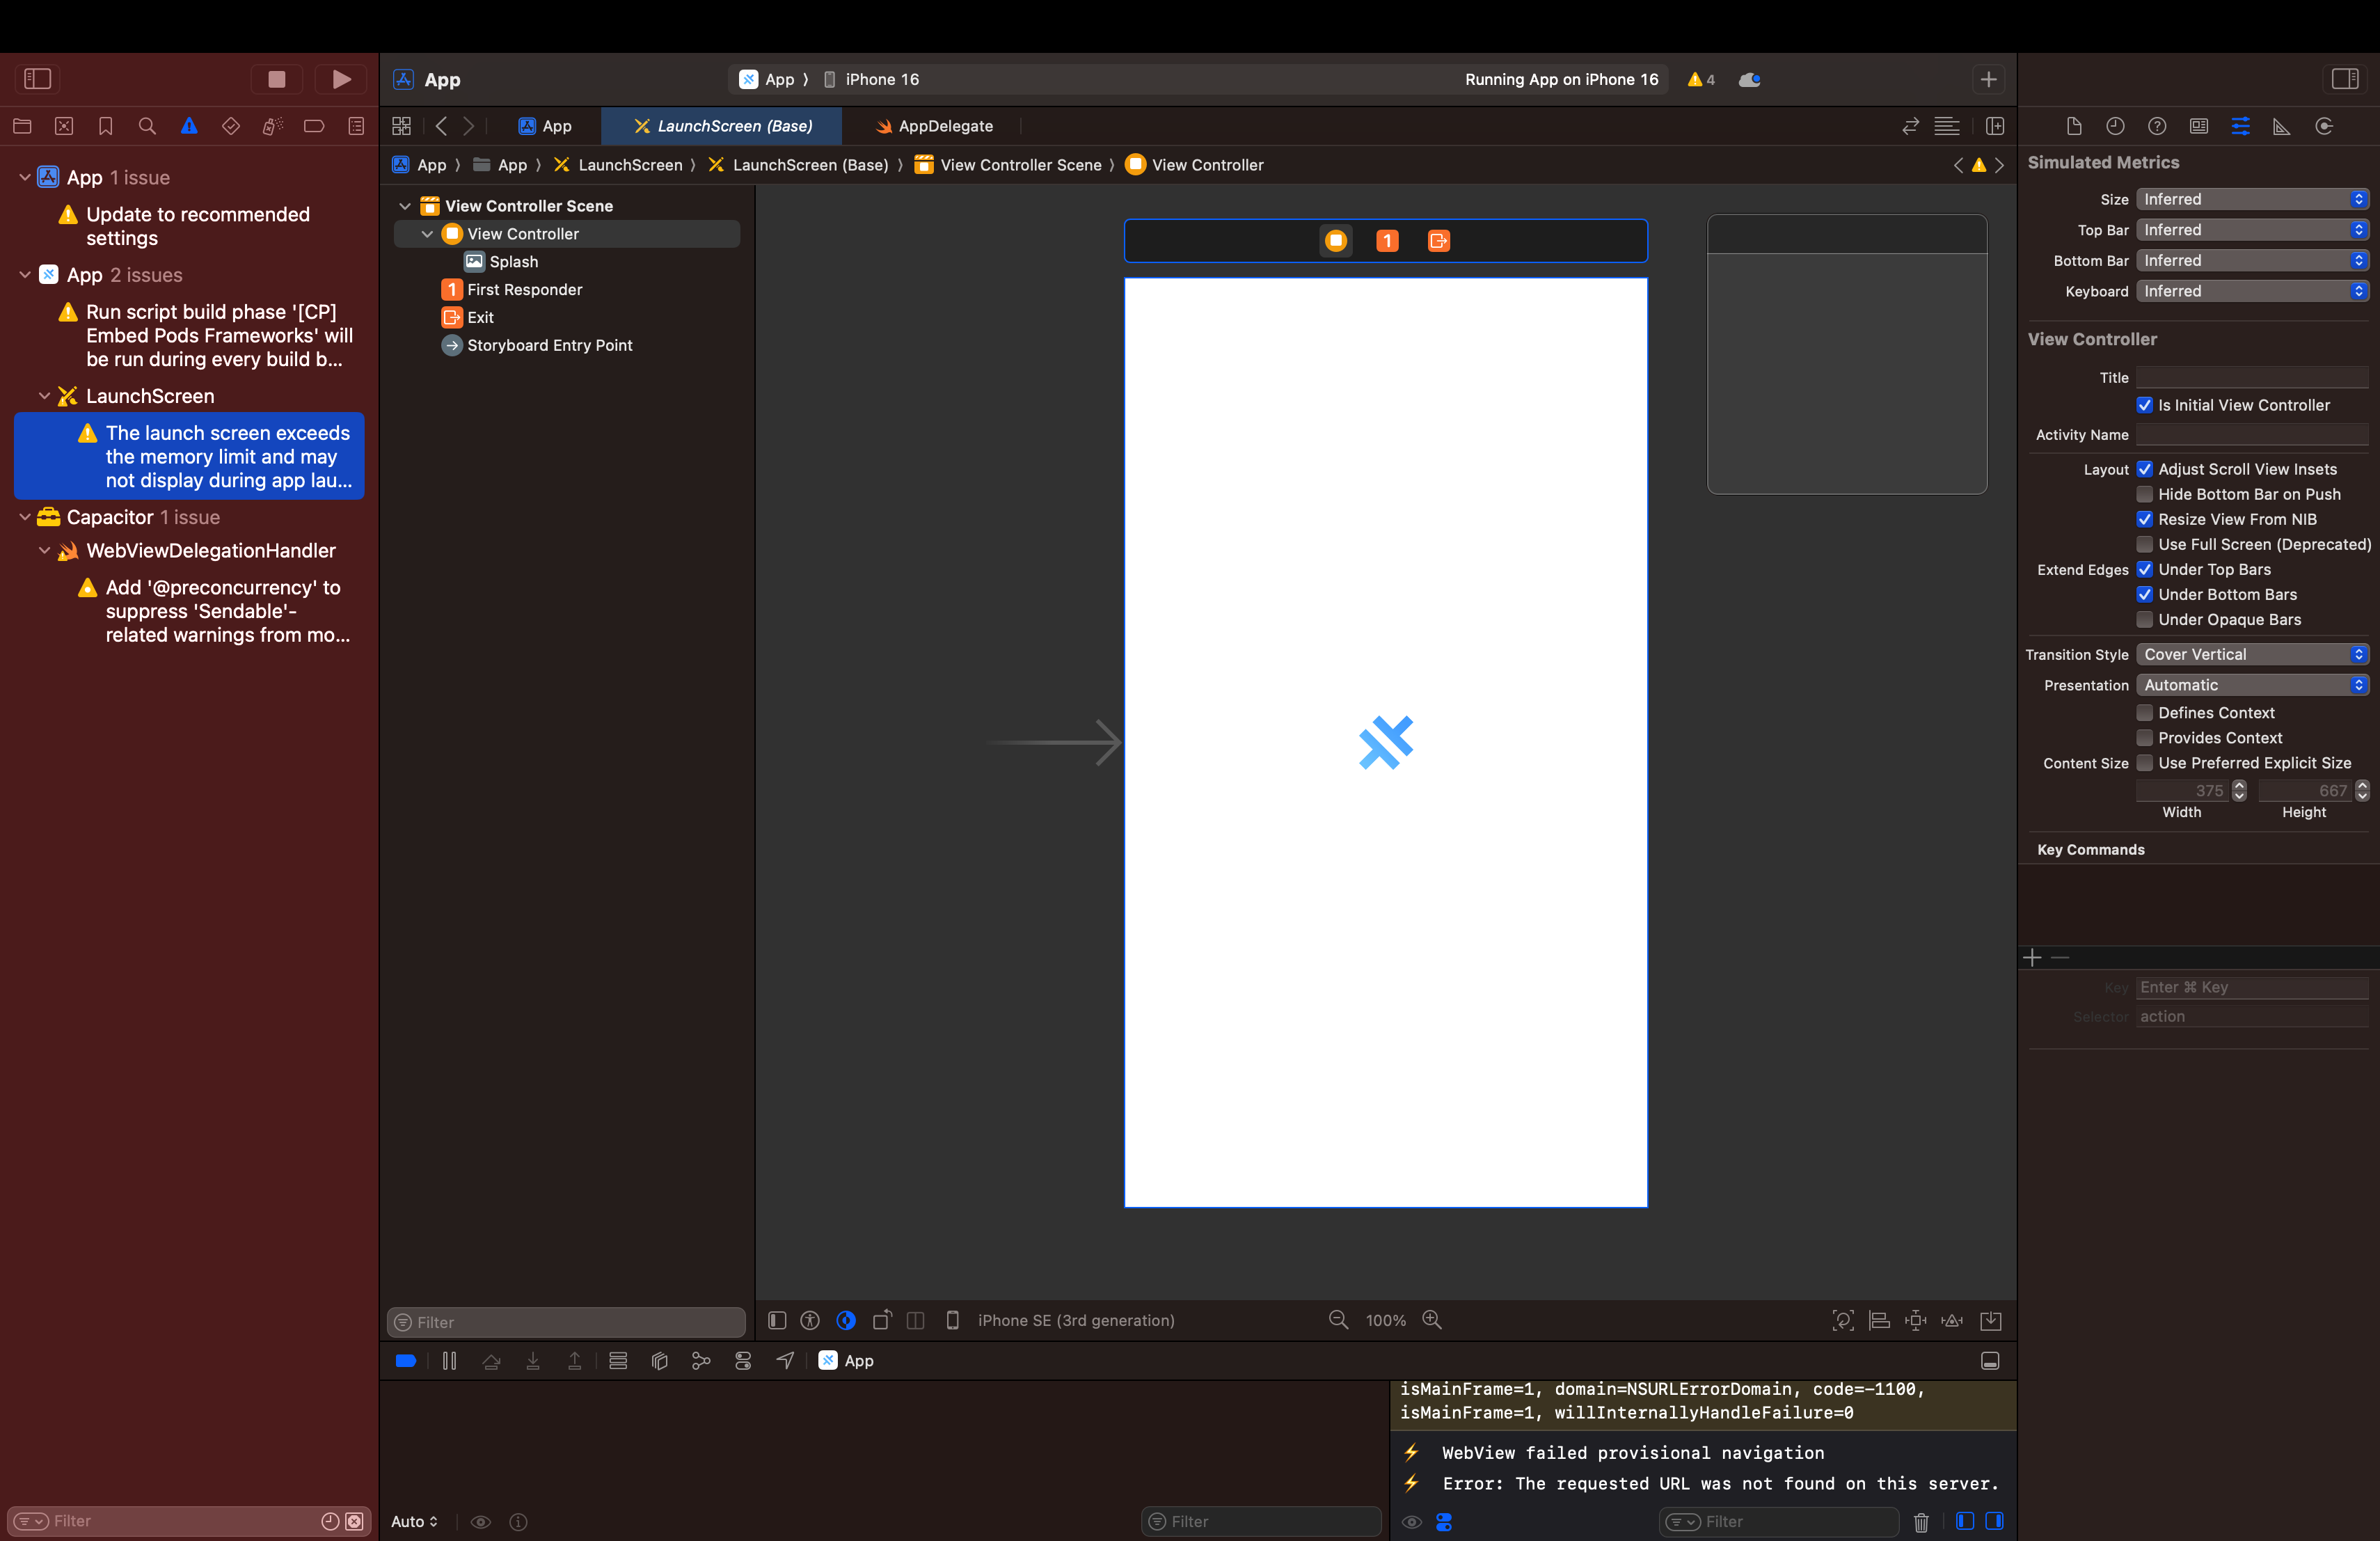 App
App
iPhone 16
Running App on iPhone 16
4
App
LaunchScreen (Base)
AppDelegate
App
App
LaunchScreen
LaunchScreen (Base)
View Controller Scene
View Controller
App 1 issue
Update to recommended
settings
App 2 issues
Run script build phase '[CP]
Embed Pods Frameworks' will
be run during every build b...
LaunchScreen
The launch screen exceeds
the memory limit and may
not display during app lau...
Capacitor 1 issue
WebViewDelegationHandler
Add '@preconcurrency' to
suppress 'Sendable'-
related warnings from mo...
Filter
View Controller Scene
View Controller
Splash
1 First Responder
Exit
Storyboard Entry Point
Filter
1
iPhone SE (3rd generation)
100%
App
isMainFrame=1, domain=NSURLErrorDomain, code=-1100,
isMainFrame=1, willInternallyHandleFailure=0
⚡ WebView failed provisional navigation
⚡ Error: The requested URL was not found on this server.
Auto
Filter
Filter
Simulated Metrics
Size Inferred
Top Bar Inferred
Bottom Bar Inferred
Keyboard Inferred
View Controller
Title
Is Initial View Controller
Activity Name
Layout Adjust Scroll View Insets
Hide Bottom Bar on Push
Resize View From NIB
Use Full Screen (Deprecated)
Extend Edges Under Top Bars
Under Bottom Bars
Under Opaque Bars
Transition Style Cover Vertical
Presentation Automatic
Defines Context
Provides Context
Content Size Use Preferred Explicit Size
375 667
Width Height
Key Commands
Key Enter ⌘ Key
Selector action